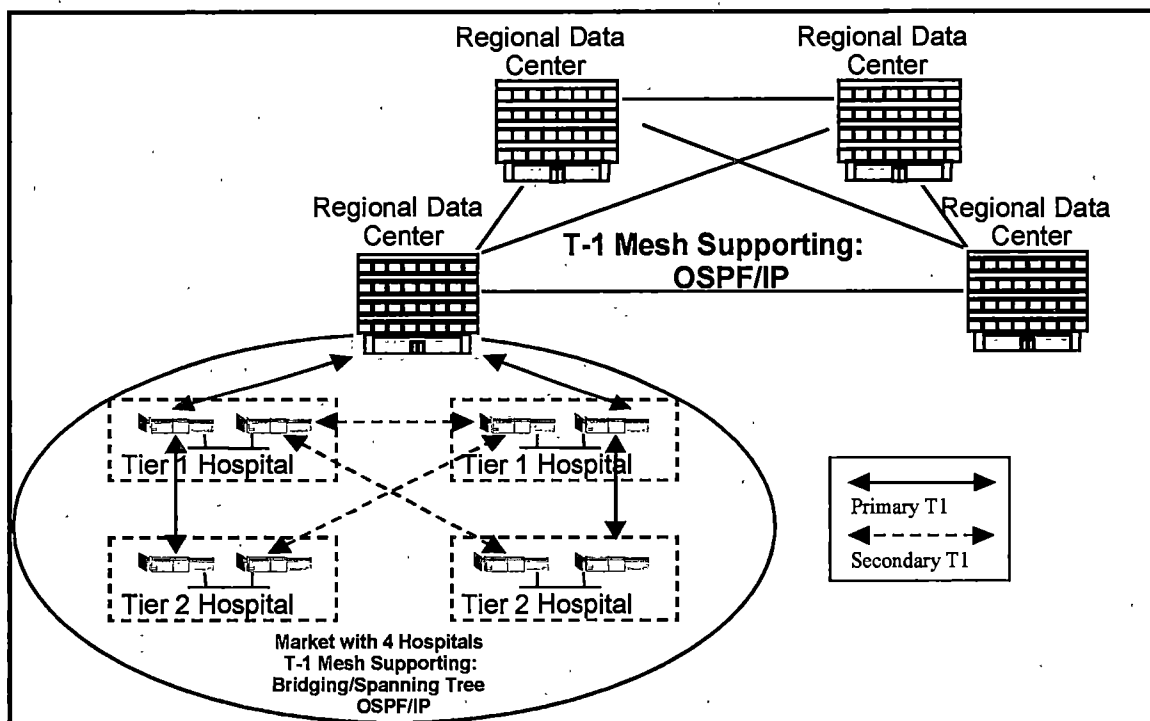 Regional Data
Center
Regional Data
Center
Regional Data
Center
Regional Data
Center
T-1 Mesh Supporting:
OSPF/IP
Tier 1 Hospital
Tier 1 Hospital
Tier 2 Hospital
Tier 2 Hospital
Market with 4 Hospitals
T-1 Mesh Supporting:
Bridging/Spanning Tree
OSPF/IP
Primary T1
Secondary T1